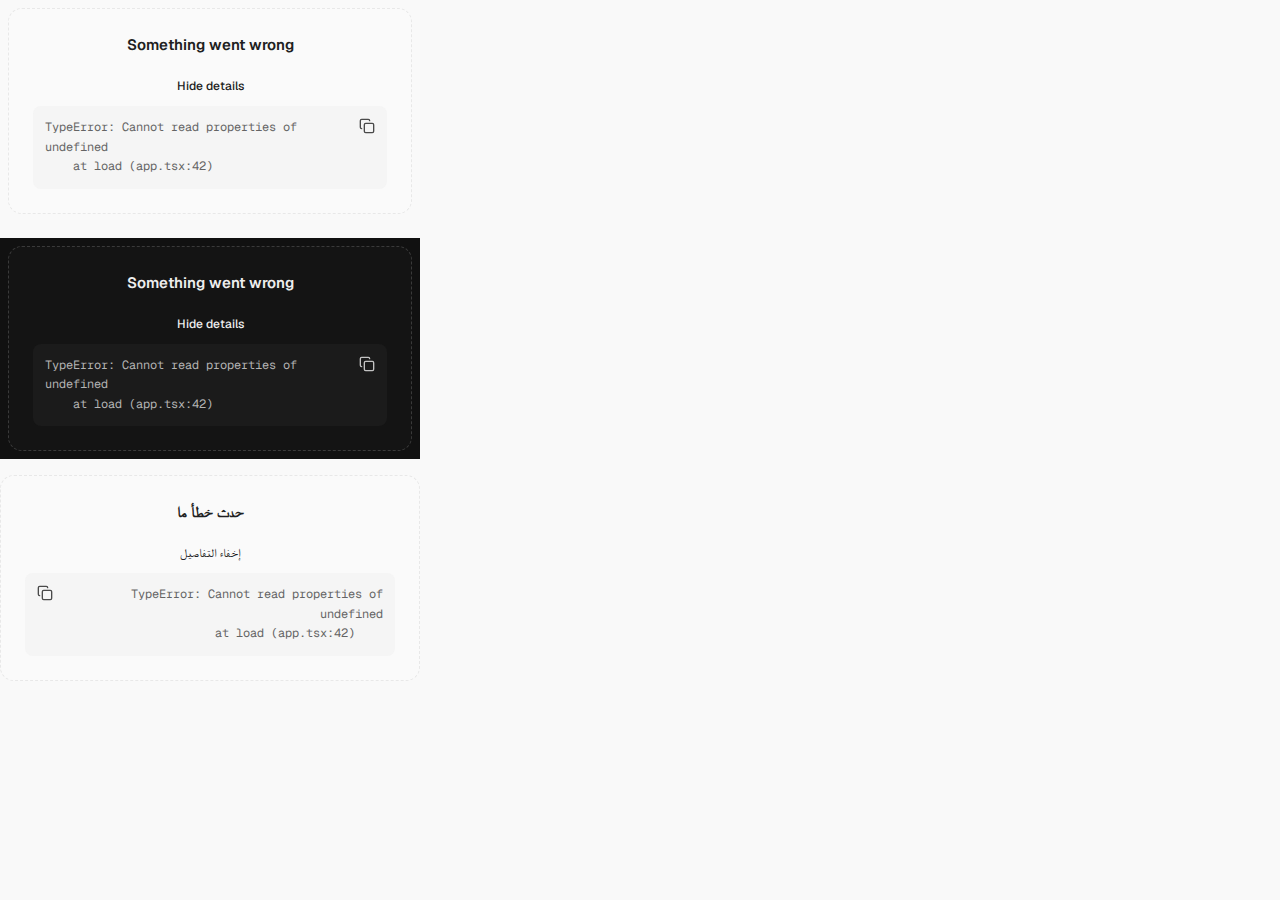 Something went wrong
Hide details
TypeError: Cannot read properties of
undefined
    at load (app.tsx:42)
Something went wrong
Hide details
TypeError: Cannot read properties of
undefined
    at load (app.tsx:42)
حدث خطأ ما
إخفاء التفاصيل
TypeError: Cannot read properties of
undefined
at load (app.tsx:42)